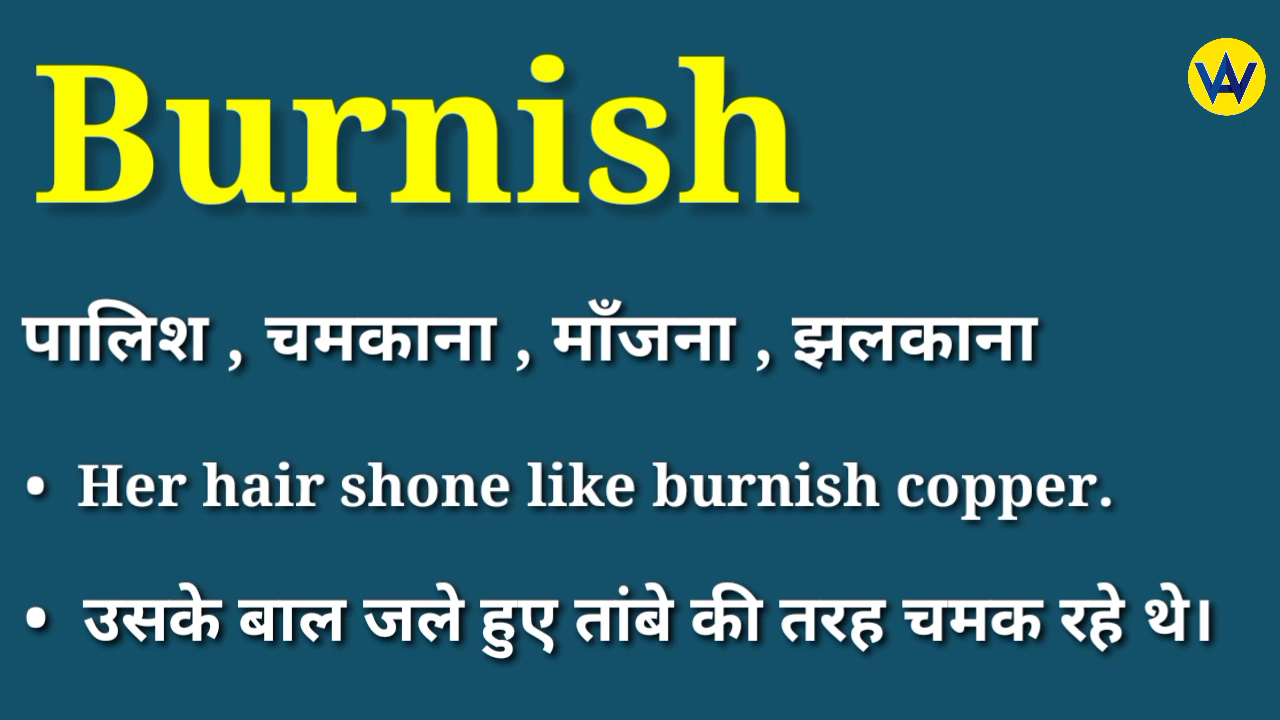 Burnish
पालिश , चमकाना , माँजना , झलकाना
• Her hair shone like burnish copper.
• उसके बाल जले हुए तांबे की तरह चमक रहे थे।